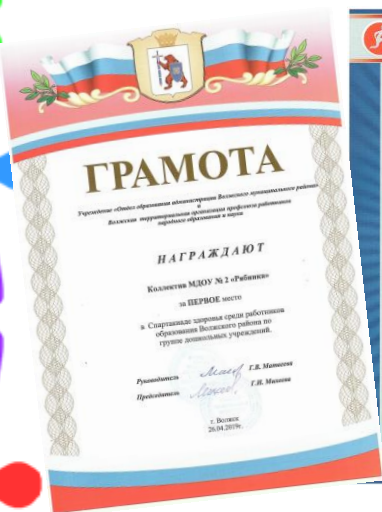 ГРАМОТА
Учреждение «Отдел образования администрации Волжского муниципального района»
и
Волжская территориальная организация профсоюза работников
народного образования и науки
НАГРАЖДАЮТ
Коллектив МДОУ № 2 «Рябинка»
за ПЕРВОЕ место
в Спартакиаде здоровья среди работников
образования Волжского района по
групое дошкольных учреждений.
Руководитель Г.В. Матвеева
Председатель Г.И.
г. Волжск
26.04.2019г.